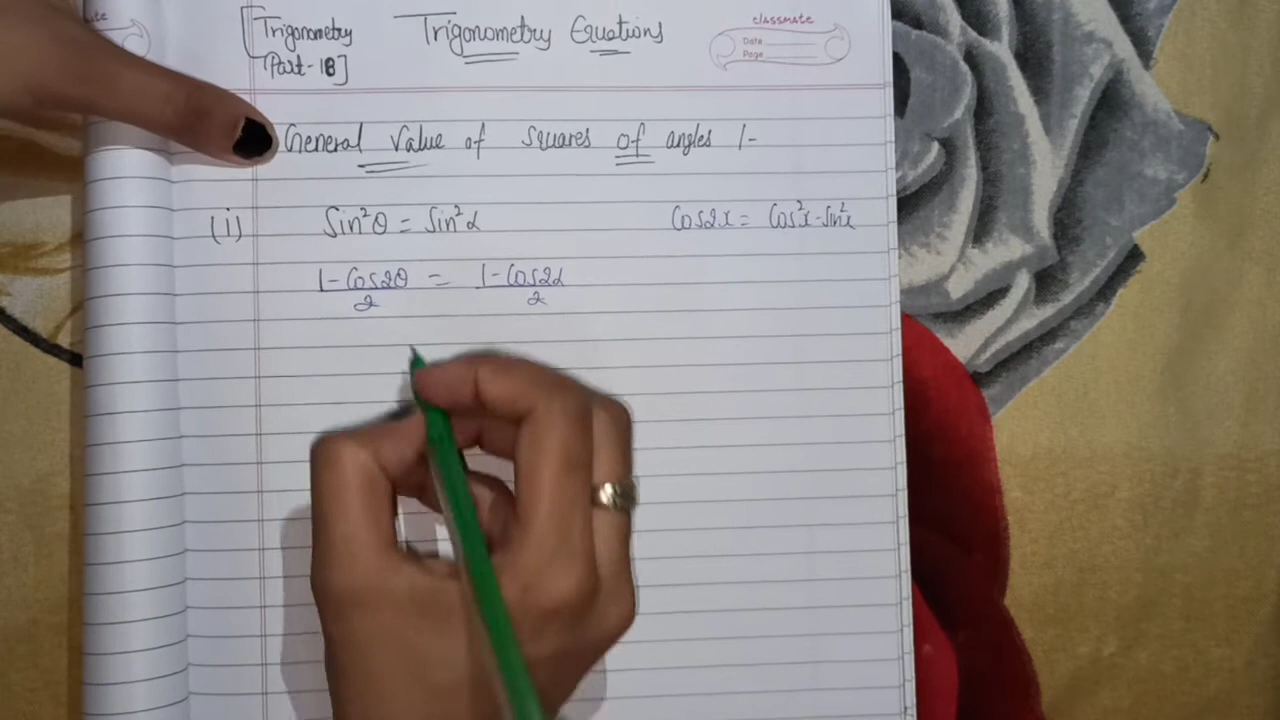 Trigonometry
[Part-18]
Trigonometry Equations
classmate
Date
Page
General Value of Squares of angles :-
(i) Sin²θ = Sin²α
Cos2x = Cos²x - Sin²x
1-Cos2θ/2 = 1-Cos2α/2